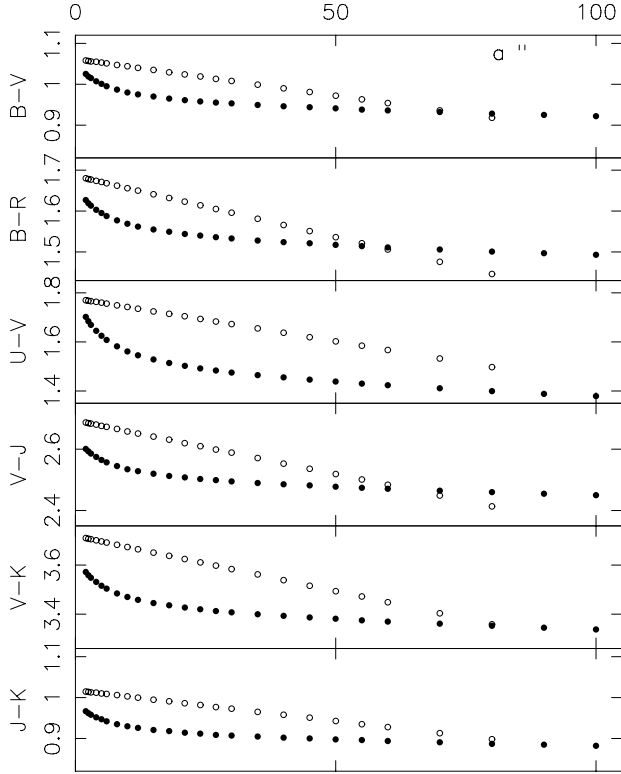 0 50 100
a "
B-V 1.1 1 0.9
B-R 1.7 1.6 1.5
U-V 1.8 1.6 1.4
V-J 2.6 2.4
V-K 3.6 3.4
J-K 1.1 1 0.9